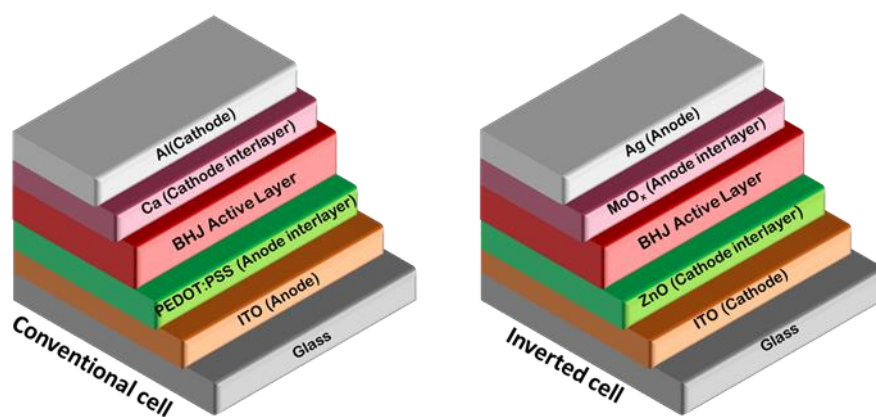 Al(Cathode)
Ca (Cathode interlayer)
BHJ Active Layer
PEDOT:PSS (Anode interlayer)
ITO (Anode)
Glass
Conventional cell
Ag (Anode)
MoOₓ (Anode interlayer)
BHJ Active Layer
ZnO (Cathode interlayer)
ITO (Cathode)
Glass
Inverted cell